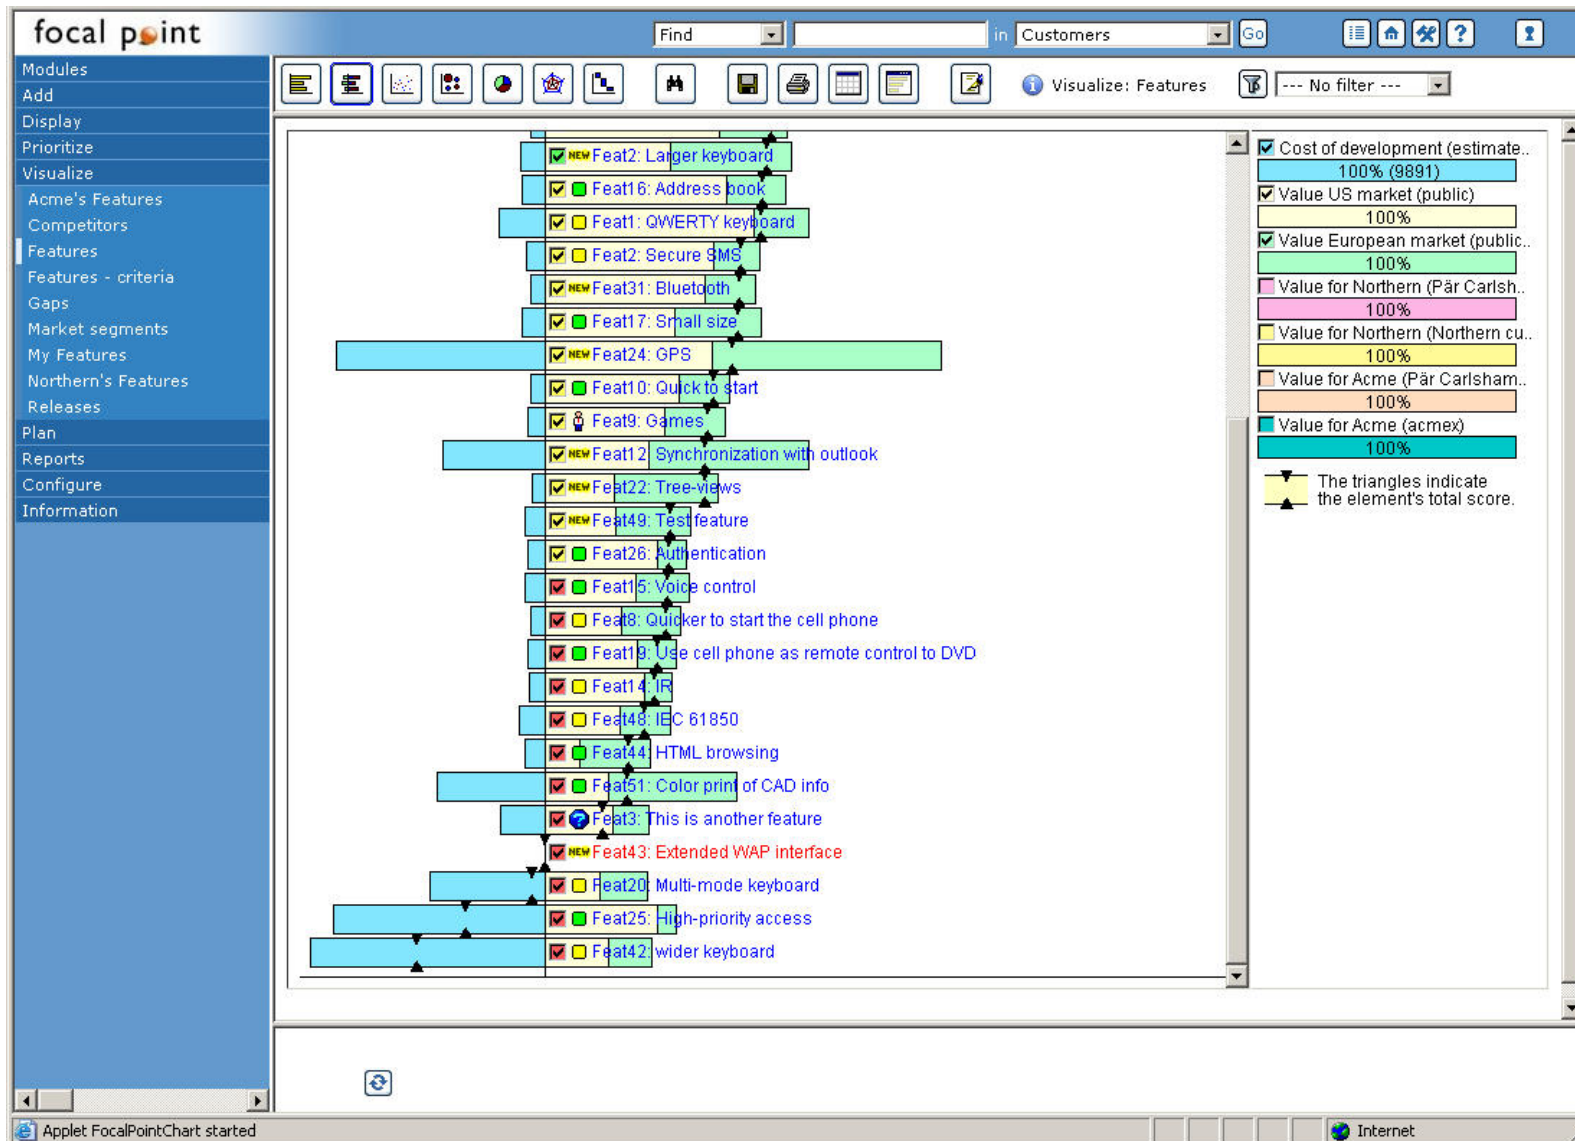 focal point
Find
in
Customers
Go
Modules
Add
Display
Prioritize
Visualize
Acme's Features
Competitors
Features
Features - criteria
Gaps
Market segments
My Features
Northern's Features
Releases
Plan
Reports
Configure
Information
Visualize: Features
--- No filter ---
NEW Feat2: Larger keyboard
Feat16: Address book
Feat1: QWERTY keyboard
Feat2: Secure SMS
NEW Feat31: Bluetooth
Feat17: Small size
NEW Feat24: GPS
Feat10: Quick to start
Feat9: Games
NEW Feat12: Synchronization with outlook
NEW Feat22: Tree-views
NEW Feat49: Test feature
Feat26: Authentication
Feat15: Voice control
Feat8: Quicker to start the cell phone
Feat19: Use cell phone as remote control to DVD
Feat14: IR
Feat48: IEC 61850
Feat44: HTML browsing
Feat51: Color print of CAD info
? Feat3: This is another feature
NEW Feat43: Extended WAP interface
Feat20: Multi-mode keyboard
Feat25: High-priority access
Feat42: wider keyboard
Cost of development (estimate..
100% (9891)
Value US market (public)
100%
Value European market (public..
100%
Value for Northern (Pär Carlsh..
100%
Value for Northern (Northern cu..
100%
Value for Acme (Pär Carlsham..
100%
Value for Acme (acmex)
100%
The triangles indicate
the element's total score.
Applet FocalPointChart started
Internet